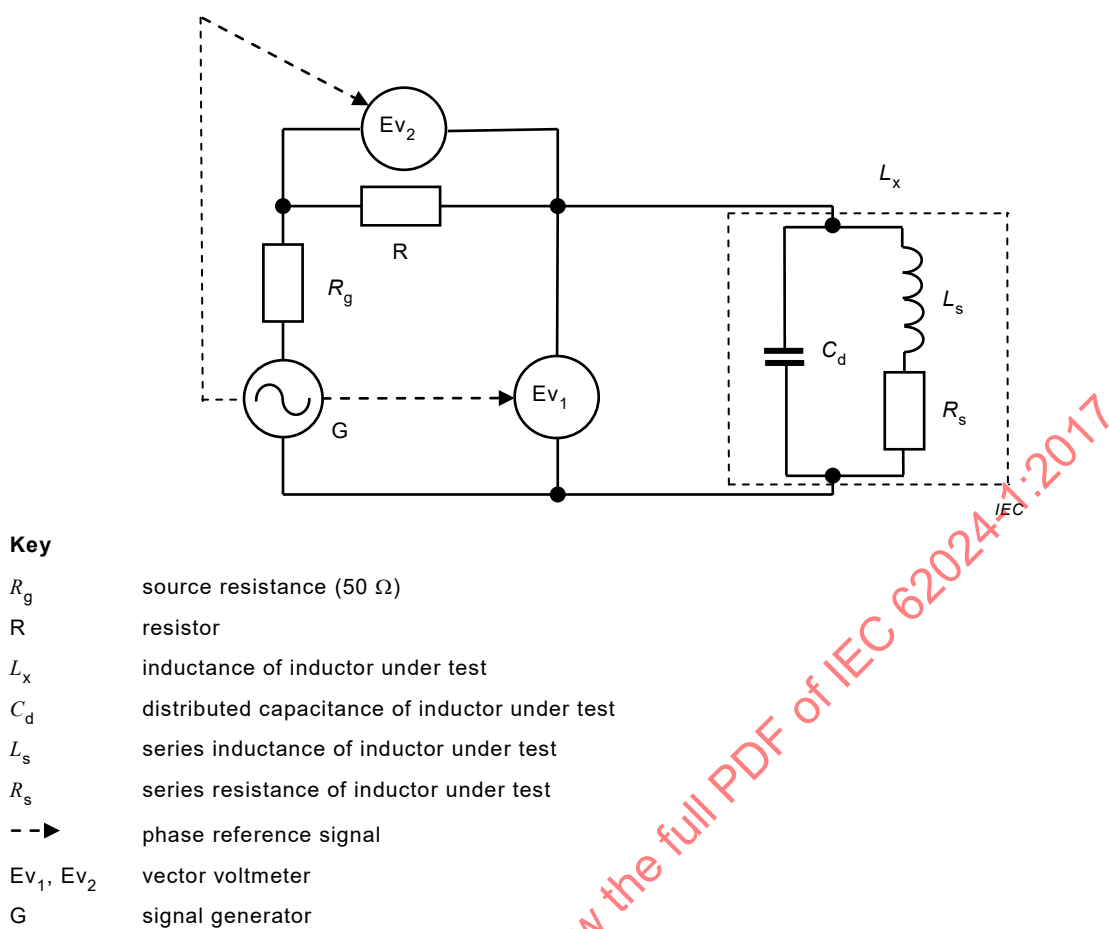 Ev2
Lx
R
Rg
Ls
Cd
Ev1
Rs
G
IEC
Key
Rg source resistance (50 Ω)
R resistor
Lx inductance of inductor under test
Cd distributed capacitance of inductor under test
Ls series inductance of inductor under test
Rs series resistance of inductor under test
phase reference signal
Ev1, Ev2 vector voltmeter
G signal generator
w the full PDF of IEC 62024-1:2017